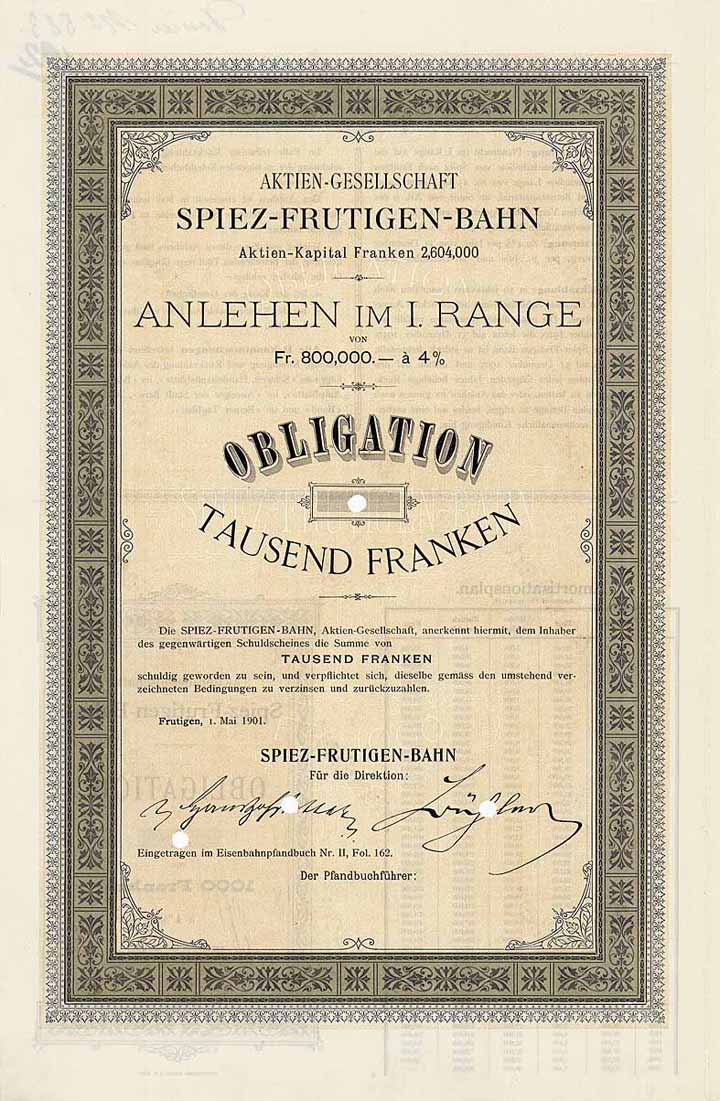 AKTIEN-GESELLSCHAFT
SPIEZ-FRUTIGEN-BAHN
Aktien-Kapital Franken 2,604,000
ANLEHEN IM I. RANGE
VON
Fr. 800,000.— à 4%
OBLIGATION
TAUSEND FRANKEN
Die SPIEZ-FRUTIGEN-BAHN, Aktien-Gesellschaft, anerkennt hiermit, dem Inhaber
des gegenwärtigen Schuldscheines die Summe von
TAUSEND FRANKEN
schuldig geworden zu sein, und verpflichtet sich, dieselbe gemäss den umstehend ver-
zeichneten Bedingungen zu verzinsen und zurückzuzahlen.
Frutigen, 1. Mai 1901.
SPIEZ-FRUTIGEN-BAHN
Für die Direktion:
Eingetragen im Eisenbahnpfandbuch Nr. II, Fol. 162.
Der Pfandbuchführer: